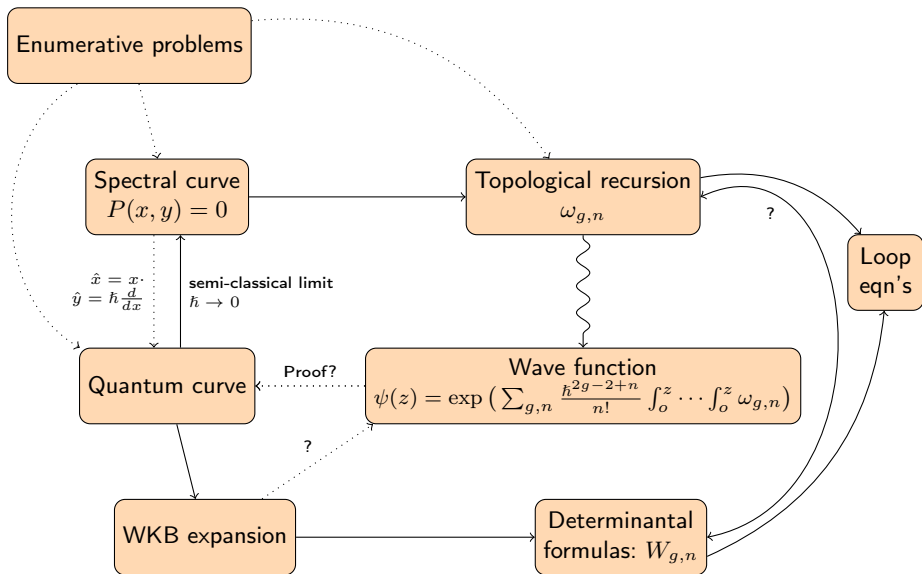 Enumerative problems
Spectral curve
P(x, y) = 0
Topological recursion
ω_{g,n}
?
Loop
eqn's
x̂ = x·
ŷ = ħ d/dx
semi-classical limit
ħ → 0
Quantum curve
Proof?
Wave function
ψ(z) = exp ( ∑_{g,n} ħ^{2g−2+n}/n! ∫_o^z ⋯ ∫_o^z ω_{g,n} )
?
WKB expansion
Determinantal
formulas: W_{g,n}